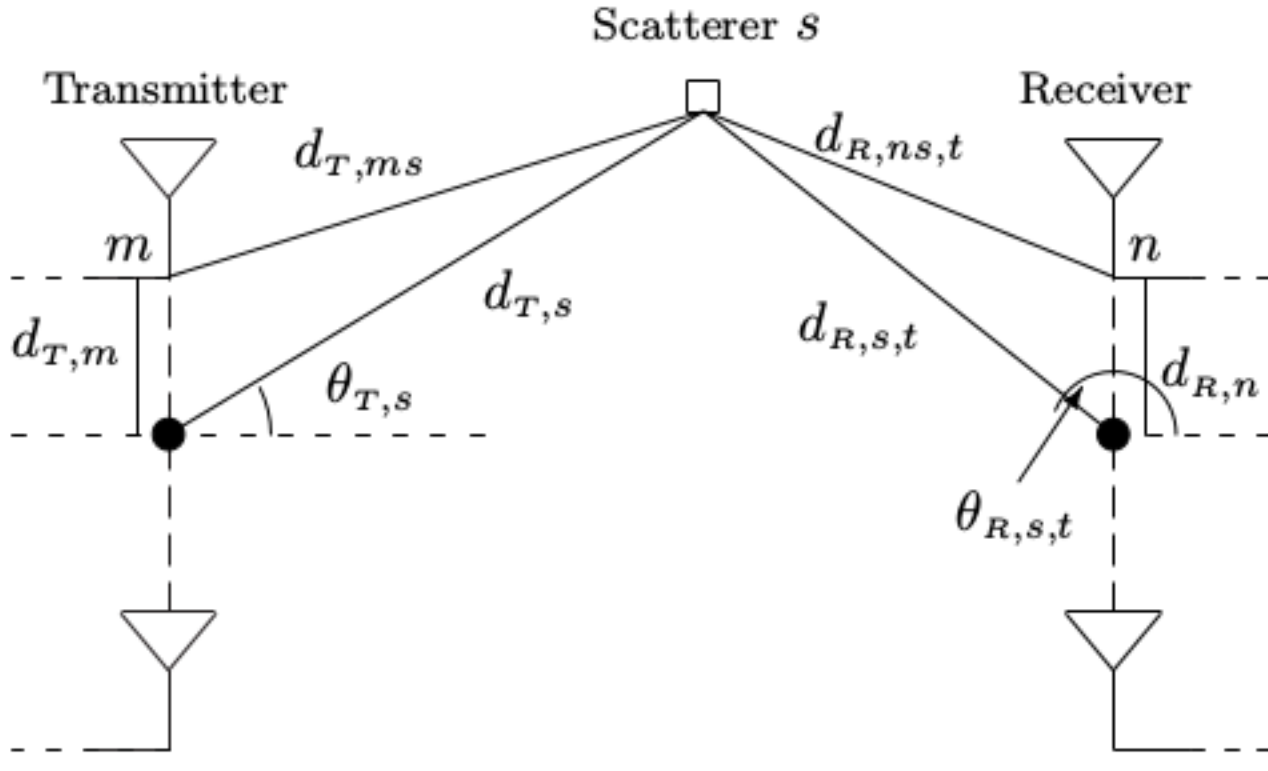 Scatterer s
Transmitter
Receiver
d_{T,ms}
d_{R,ns,t}
m
n
d_{T,s}
d_{R,s,t}
d_{T,m}
θ_{T,s}
d_{R,n}
θ_{R,s,t}